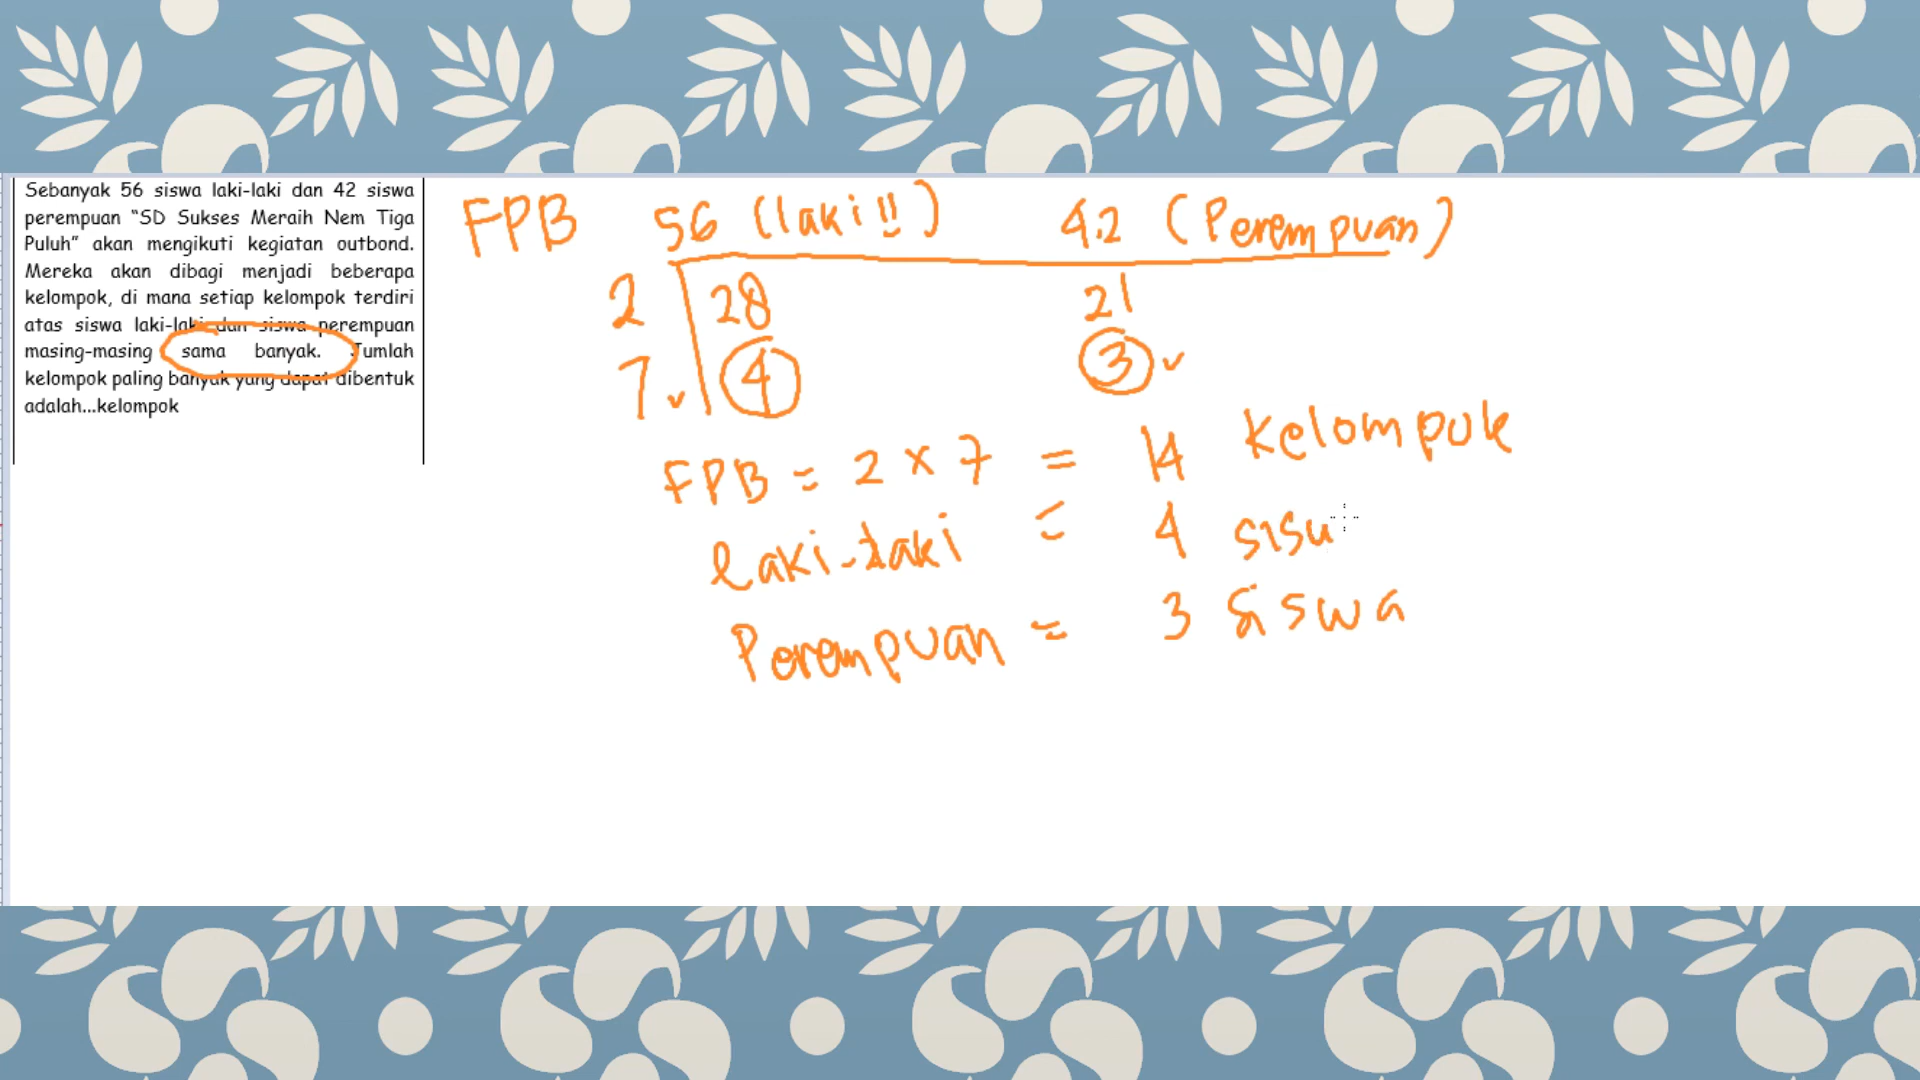 Sebanyak 56 siswa laki-laki dan 42 siswa
perempuan “SD Sukses Meraih Nem Tiga
Puluh” akan mengikuti kegiatan outbond.
Mereka akan dibagi menjadi beberapa
kelompok, di mana setiap kelompok terdiri
atas siswa laki-laki dan siswa perempuan
masing-masing sama banyak. Jumlah
kelompok paling banyak yang dapat dibentuk
adalah...kelompok
FPB 56 (laki!!) 42 (Perempuan)
2 28 21
7 4 3
FPB = 2 x 7 = 14 Kelompok
laki-laki = 4 sisw
Perempuan = 3 siswa